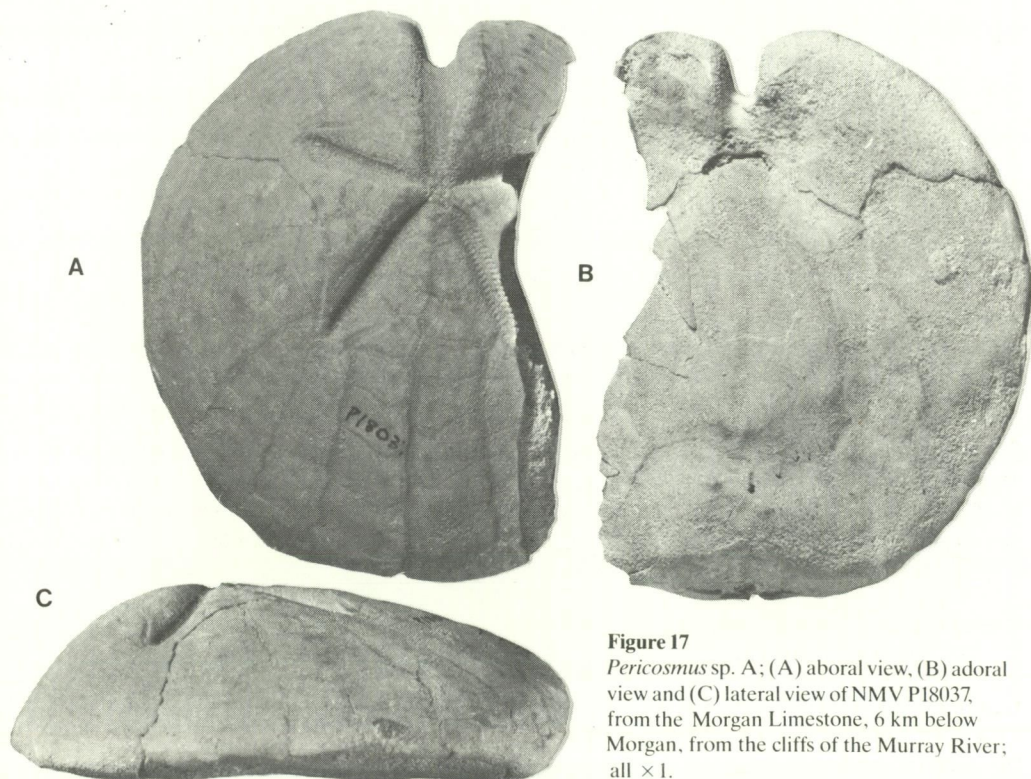 A
P18037
B
C
Figure 17
Pericosmus sp. A; (A) aboral view, (B) adoral
view and (C) lateral view of NMV P18037,
from the Morgan Limestone, 6 km below
Morgan, from the cliffs of the Murray River;
all ×1.